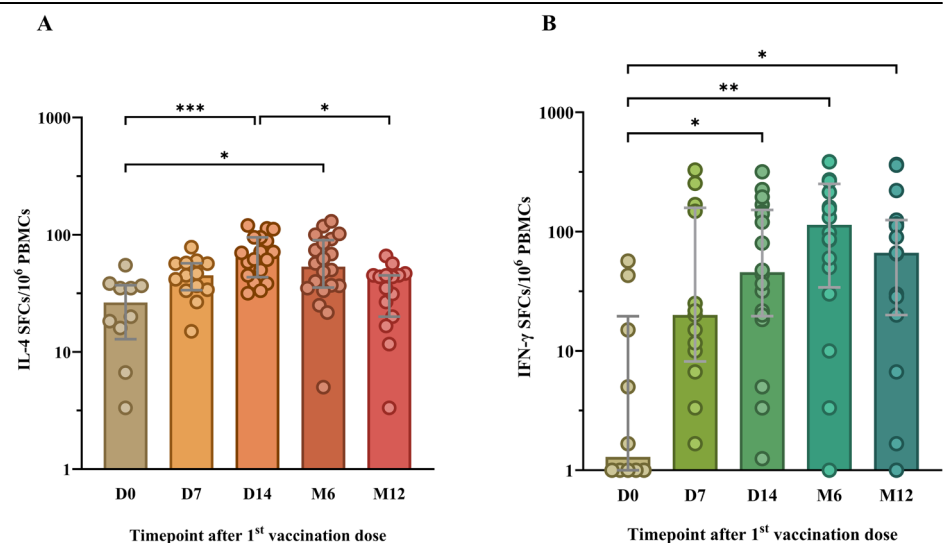 A
IL-4 SFCs/10⁶ PBMCs
1000
100
10
1
***
*
*
D0 D7 D14 M6 M12
Timepoint after 1ˢᵗ vaccination dose
B
IFN-γ SFCs/10⁶ PBMCs
1000
100
10
1
*
**
*
D0 D7 D14 M6 M12
Timepoint after 1ˢᵗ vaccination dose